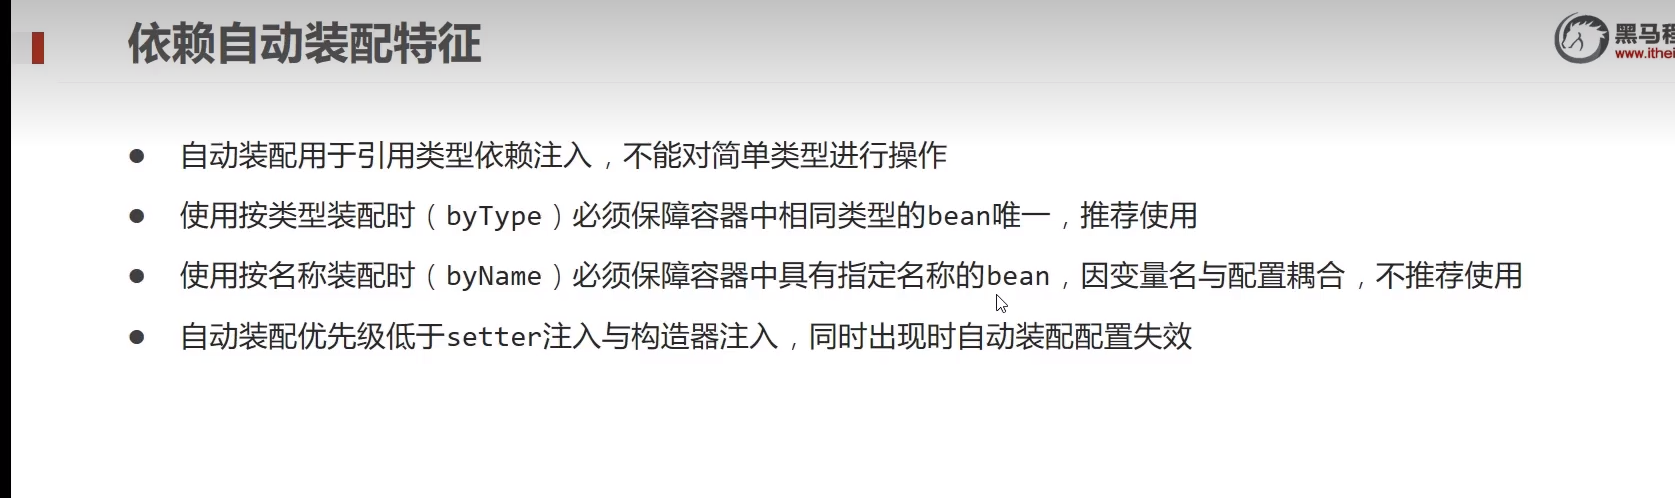 依赖自动装配特征
黑马程
www.ithei
自动装配用于引用类型依赖注入，不能对简单类型进行操作
使用按类型装配时（byType）必须保障容器中相同类型的bean唯一，推荐使用
使用按名称装配时（byName）必须保障容器中具有指定名称的bean，因变量名与配置耦合，不推荐使用
自动装配优先级低于setter注入与构造器注入，同时出现时自动装配配置失效